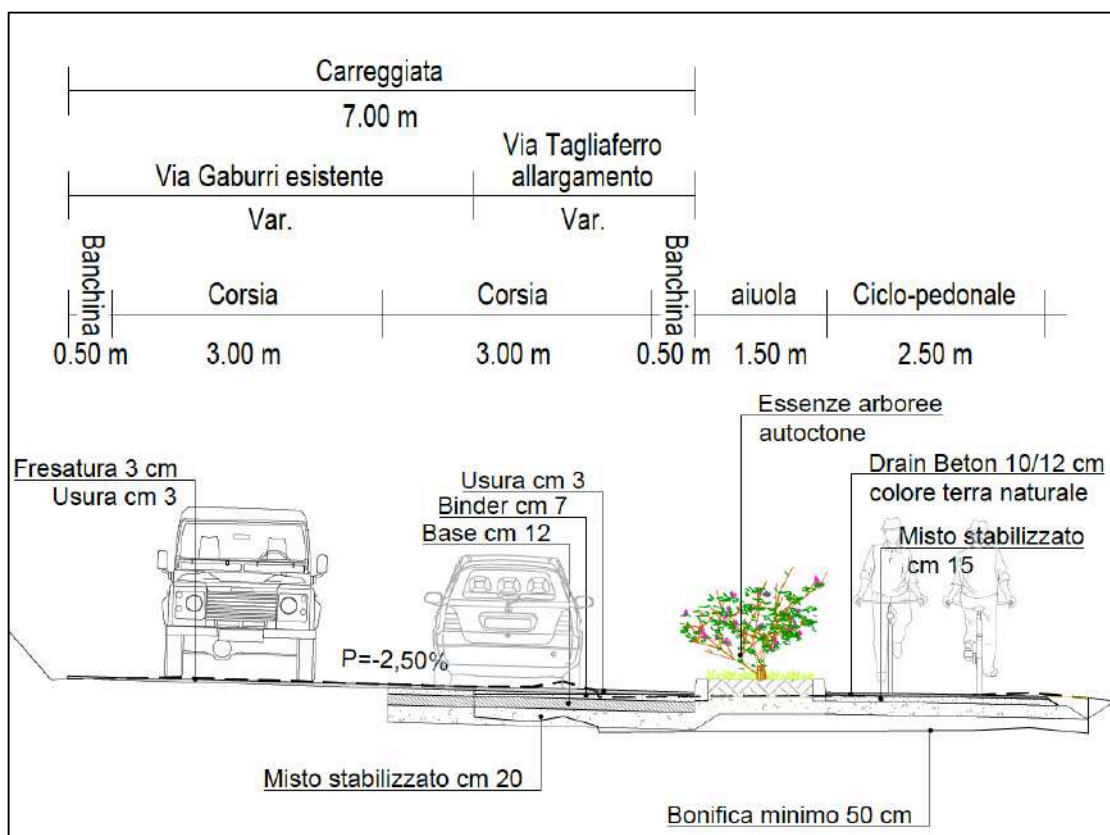 Carreggiata
7.00 m
Via Gaburri esistente
Var.
Via Tagliaferro
allargamento
Var.
Banchina
0.50 m
Corsia
3.00 m
Corsia
3.00 m
Banchina
0.50 m
aiuola
1.50 m
Ciclo-pedonale
2.50 m
Essenze arboree
autoctone
Fresatura 3 cm
Usura cm 3
Usura cm 3
Binder cm 7
Base cm 12
Drain Beton 10/12 cm
colore terra naturale
Misto stabilizzato
cm 15
P=-2,50%
Misto stabilizzato cm 20
Bonifica minimo 50 cm